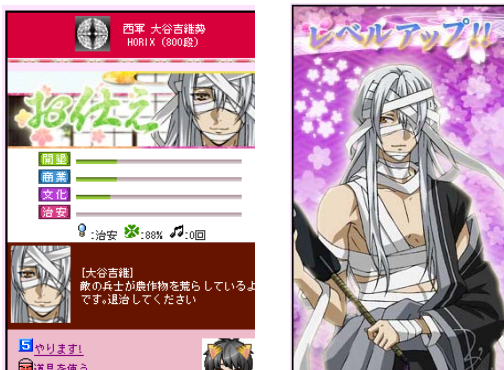 西軍 大谷吉継勢
HORIX (800段)
お仕え
開墾
商業
文化
治安
:治安 :88% :0回
[大谷吉継]
敵の兵士が農作物を荒らしているよ
です｡退治してください
5 やります!
道具を使う
レベルアップ!!